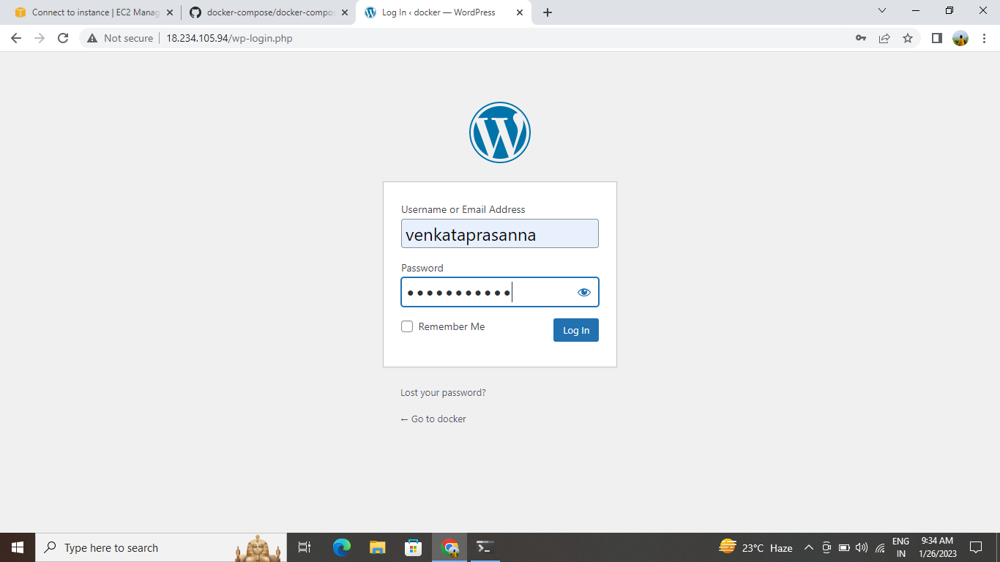 Connect to instance | EC2 Manag
docker-compose/docker-compo
Log In ‹ docker — WordPress
Not secure
18.234.105.94/wp-login.php
Username or Email Address
venkataprasanna
Password
Remember Me
Log In
Lost your password?
← Go to docker
Type here to search
23°C Haze
ENG
IN
9:34 AM
1/26/2023